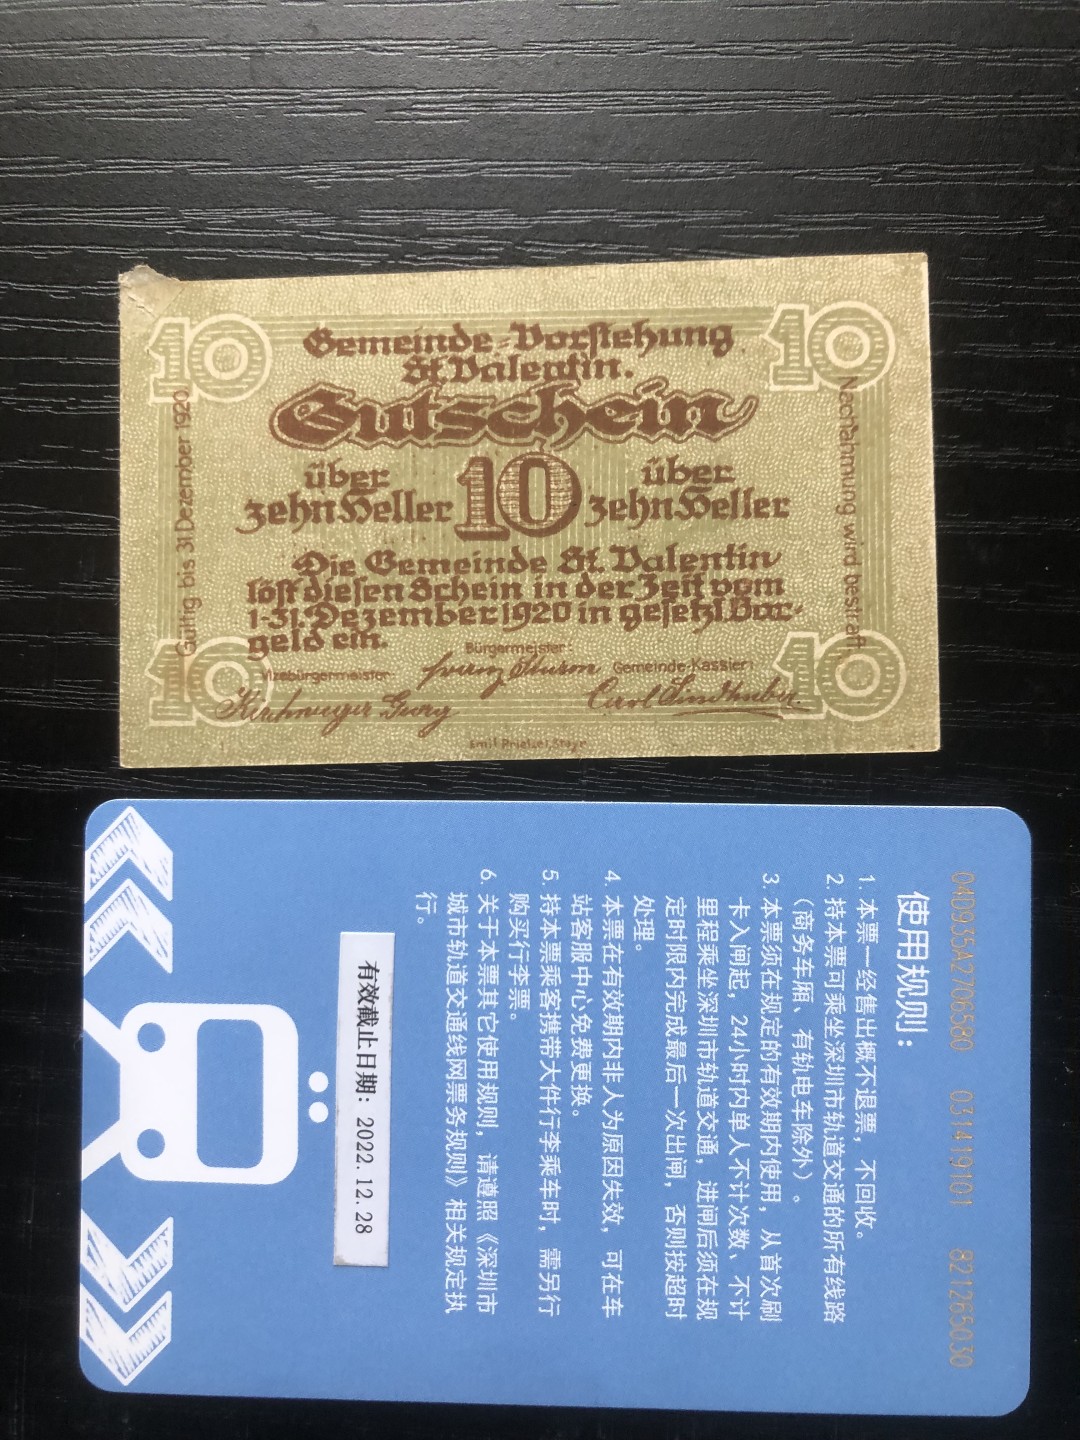 10
10
Gemeinde-Vorstehung
St. Valentin.
Gutschein
über
zehn Heller
10
über
zehn Heller
Die Gemeinde St. Valentin
löst diesen Schein in der Zeit vom
1-31. Dezember 1920 in gesetzl. Bar-
geld ein.
Bürgermeister:
Vizebürgermeister:
Gemeinde-Kassier:
Franz Sturm
Kirchweger Georg
Carl Lindthuber
10
10
Emil Prietzel, Steyr
Gültig bis 31 Dezember 1920
Nachahmung wird bestraft
04D935A2706580 031419101 821265030
使用规则：
1. 本票一经售出概不退票，不回收。
2. 持本票可乘坐深圳市轨道交通的所有线路
（商务车厢、有轨电车除外）。
3. 本票须在规定的有效期内使用，从首次刷
卡入闸起，24小时内单人不计次数、不计
里程乘坐深圳市轨道交通，进闸后须在规
定时限内完成最后一次出闸，否则按超时
处理。
4. 本票在有效期内非人为原因失效，可在车
站客服中心免费更换。
5. 持本票乘客携带大件行李乘车时，需另行
购买行李票。
6. 关于本票其它使用规则，请遵照《深圳市
城市轨道交通线网票务规则》相关规定执
行。
有效截止日期：2022.12.28